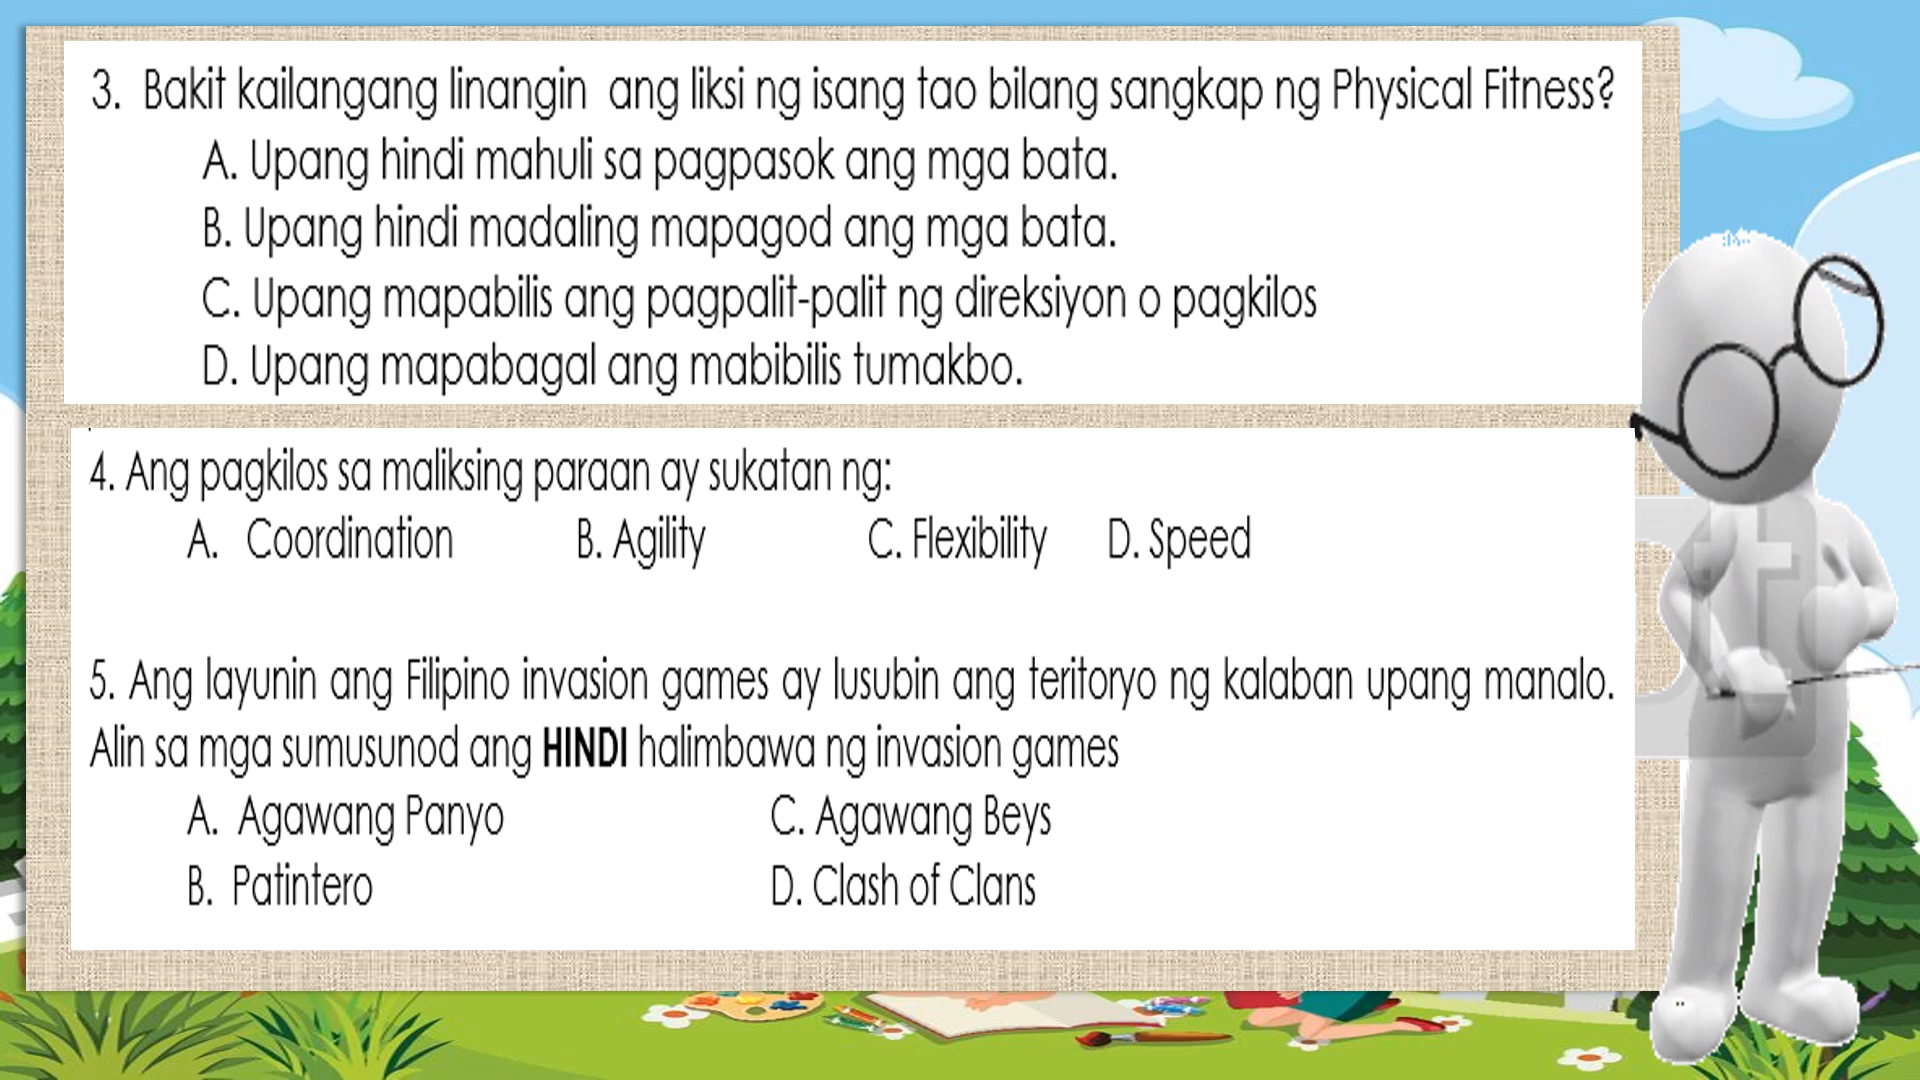 3. Bakit kailangang linangin ang liksi ng isang tao bilang sangkap ng Physical Fitness?
A. Upang hindi mahuli sa pagpasok ang mga bata.
B. Upang hindi madaling mapagod ang mga bata.
C. Upang mapabilis ang pagpalit-palit ng direksiyon o pagkilos
D. Upang mapabagal ang mabibilis tumakbo.
4. Ang pagkilos sa maliksing paraan ay sukatan ng:
A. Coordination B. Agility C. Flexibility D. Speed
5. Ang layunin ang Filipino invasion games ay lusubin ang teritoryo ng kalaban upang manalo.
Alin sa mga sumusunod ang HINDI halimbawa ng invasion games
A. Agawang Panyo C. Agawang Beys
B. Patintero D. Clash of Clans